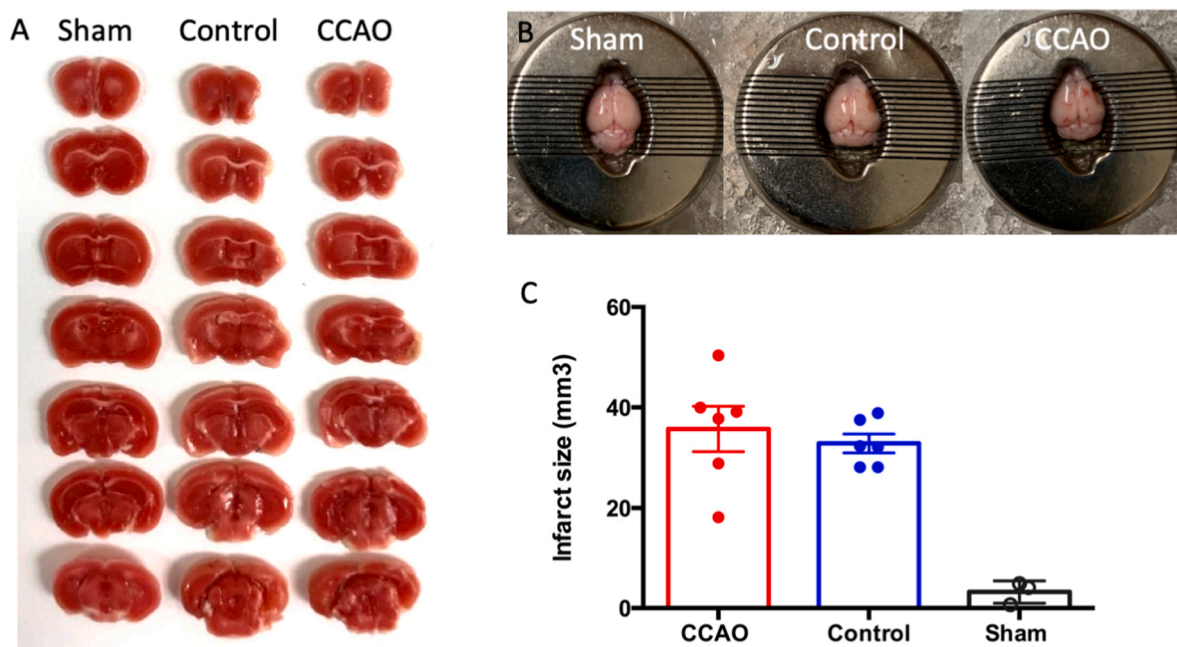 A Sham Control CCAO
B Sham Control CCAO
C
60
40
20
0
Infarct size (mm3)
CCAO Control Sham